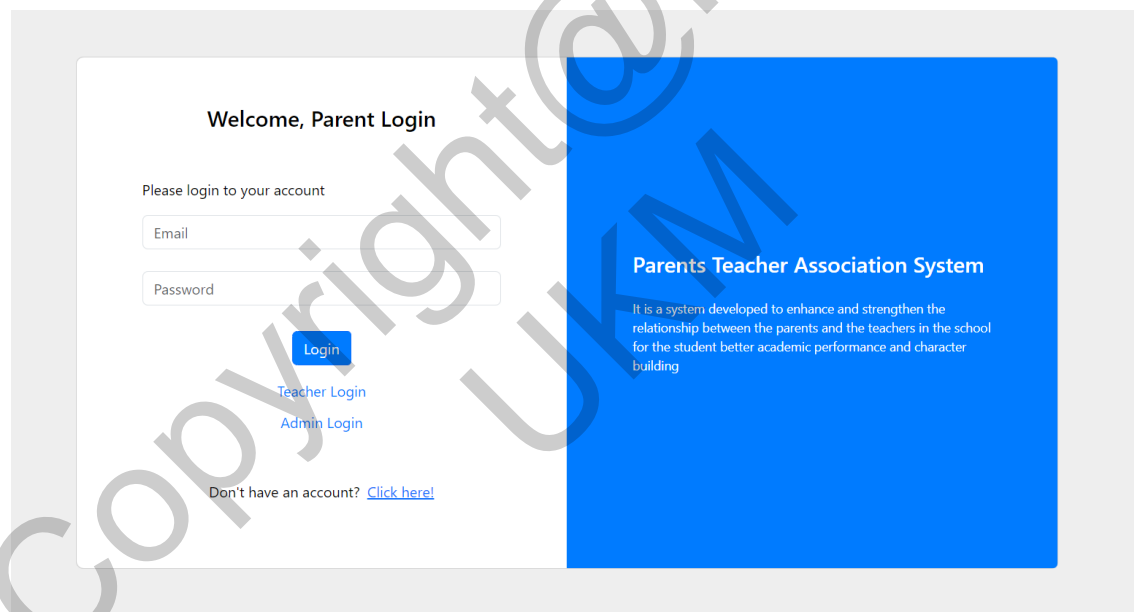 Welcome, Parent Login
Please login to your account
Email
Password
Login
Teacher Login
Admin Login
Don't have an account? Click here!
Parents Teacher Association System
It is a system developed to enhance and strengthen the
relationship between the parents and the teachers in the school
for the student better academic performance and character
building
Copyright@
UKM